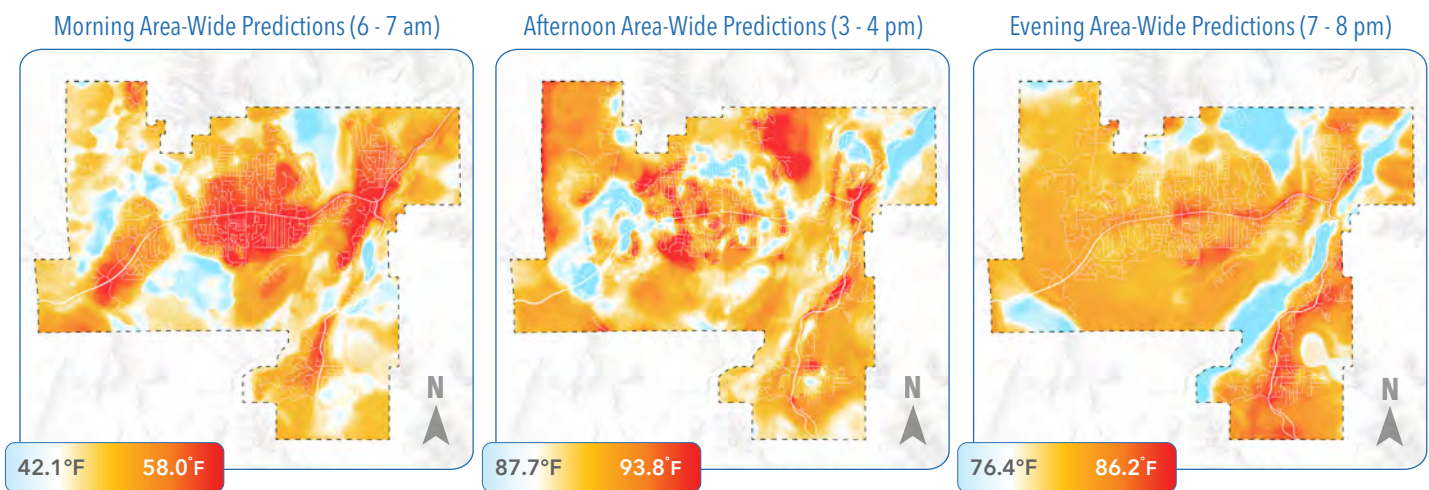 Morning Area-Wide Predictions (6 - 7 am)
Afternoon Area-Wide Predictions (3 - 4 pm)
Evening Area-Wide Predictions (7 - 8 pm)
N
N
N
42.1°F 58.0°F
87.7°F 93.8°F
76.4°F 86.2°F